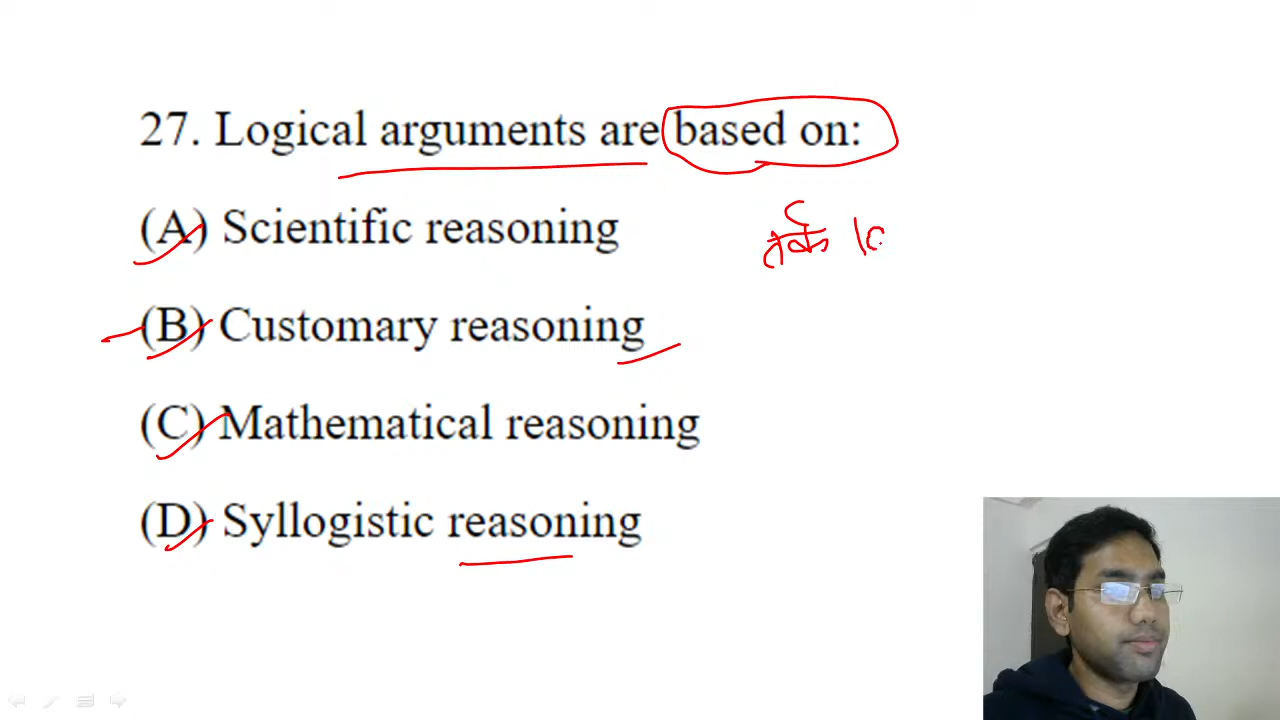 27. Logical arguments are based on:
(A) Scientific reasoning
(B) Customary reasoning
(C) Mathematical reasoning
(D) Syllogistic reasoning